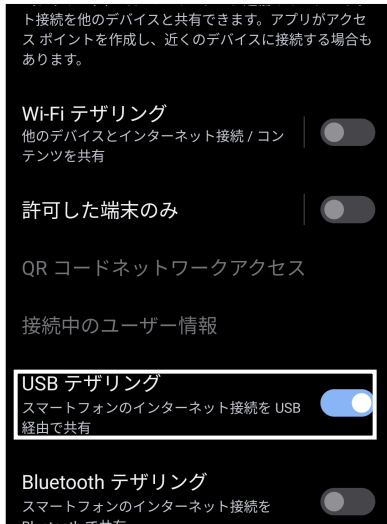 ト接続を他のデバイスと共有できます。アプリがアクセ
ス ポイントを作成し、近くのデバイスに接続する場合も
あります。
Wi-Fi テザリング
他のデバイスとインターネット接続 / コン
テンツを共有
許可した端末のみ
QR コードネットワークアクセス
接続中のユーザー情報
USB テザリング
スマートフォンのインターネット接続を USB
経由で共有
Bluetooth テザリング
スマートフォンのインターネット接続を
Bluetooth で共有